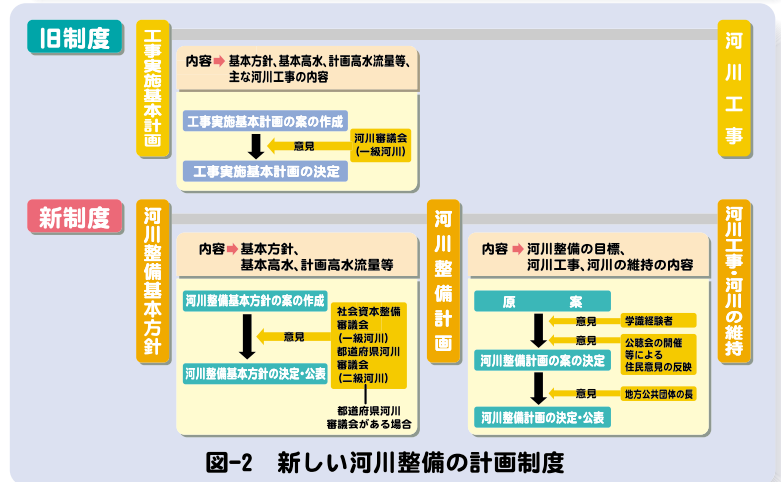 旧制度
工事実施基本計画
内容➡基本方針、基本高水、計画高水流量等、
主な河川工事の内容
工事実施基本計画の案の作成
意見
河川審議会
(一級河川)
工事実施基本計画の決定
河川工事
新制度
河川整備基本方針
内容➡基本方針、
基本高水、計画高水流量等
河川整備基本方針の案の作成
意見
社会資本整備
審議会
(一級河川)
都道府県河川
審議会
(二級河川)
河川整備基本方針の決定・公表
都道府県河川
審議会がある場合
河川整備計画
内容➡河川整備の目標、
河川工事、河川の維持の内容
原　案
意見
学識経験者
意見
公聴会の開催
等による
住民意見の反映
河川整備計画の案の決定
意見
地方公共団体の長
河川整備計画の決定・公表
河川工事・河川の維持
図-2　新しい河川整備の計画制度